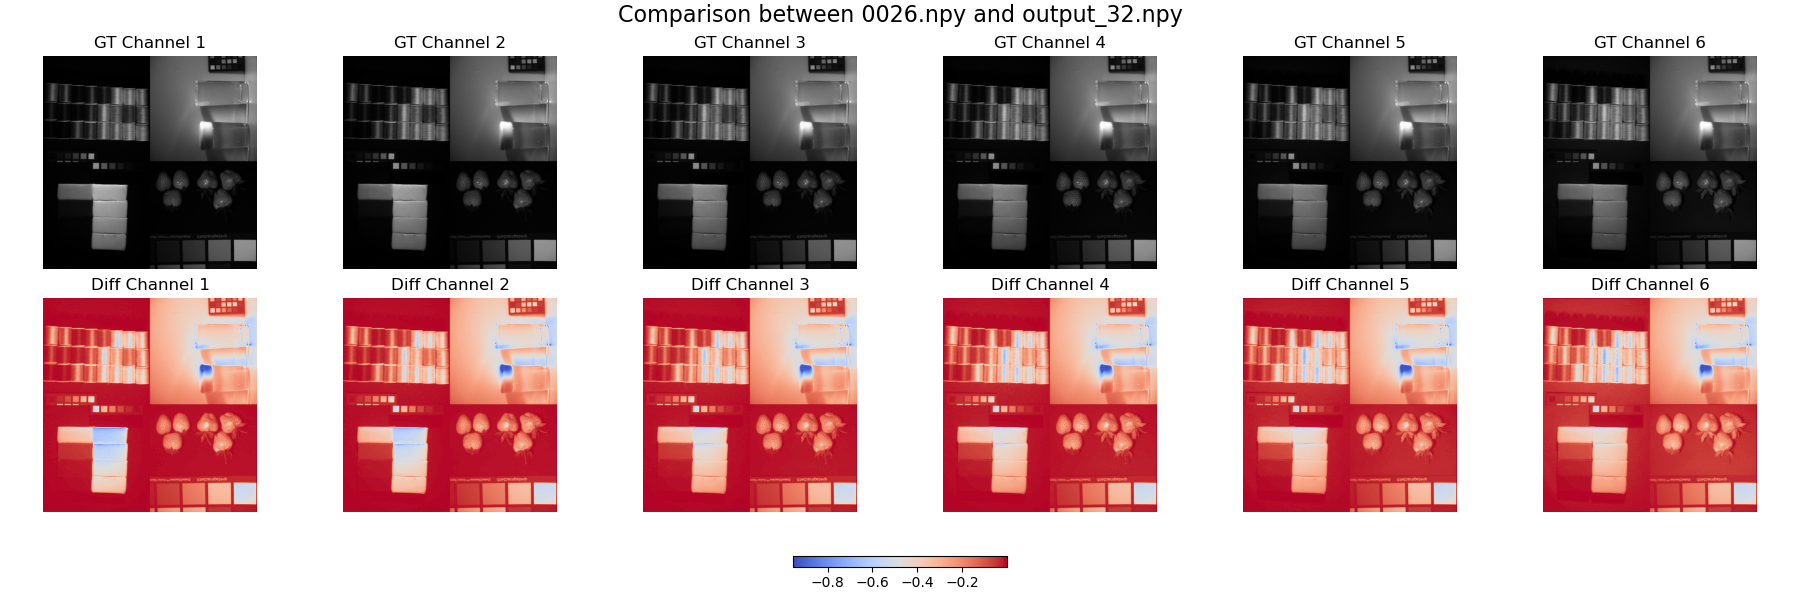 Comparison between 0026.npy and output_32.npy
GT Channel 1
GT Channel 2
GT Channel 3
GT Channel 4
GT Channel 5
GT Channel 6
Diff Channel 1
Diff Channel 2
Diff Channel 3
Diff Channel 4
Diff Channel 5
Diff Channel 6
−0.8 −0.6 −0.4 −0.2